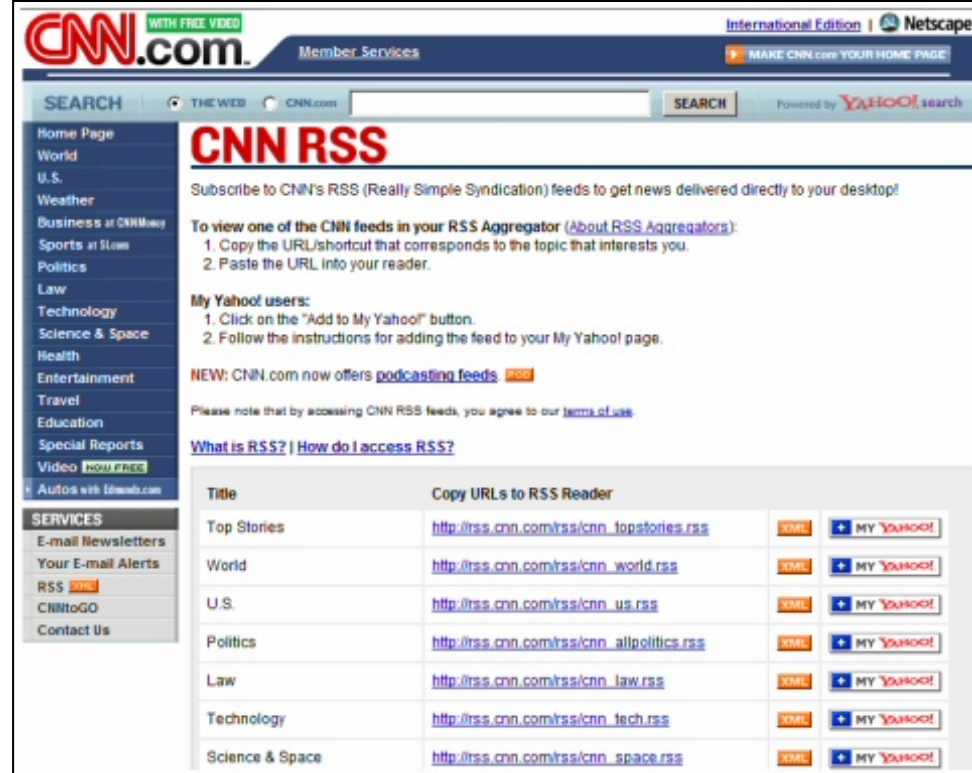 CNN.com.
WITH FREE VIDEO
Member Services
International Edition | Netscape
MAKE CNN.com YOUR HOME PAGE
SEARCH THE WEB CNN.com SEARCH Powered by YAHOO! search
Home Page
World
U.S.
Weather
Business at CNNMoney
Sports at SI.com
Politics
Law
Technology
Science & Space
Health
Entertainment
Travel
Education
Special Reports
Video NOW FREE
Autos with Edmunds.com
SERVICES
E-mail Newsletters
Your E-mail Alerts
RSS XML
CNNtoGO
Contact Us
CNN RSS
Subscribe to CNN's RSS (Really Simple Syndication) feeds to get news delivered directly to your desktop!
To view one of the CNN feeds in your RSS Aggregator (About RSS Aggregators):
1. Copy the URL/shortcut that corresponds to the topic that interests you.
2. Paste the URL into your reader.
My Yahoo! users:
1. Click on the "Add to My Yahoo!" button.
2. Follow the instructions for adding the feed to your My Yahoo! page.
NEW: CNN.com now offers podcasting feeds. POD
Please note that by accessing CNN RSS feeds, you agree to our terms of use.
What is RSS? | How do I access RSS?
Title Copy URLs to RSS Reader
Top Stories http://rss.cnn.com/rss/cnn_topstories.rss XML + MY YAHOO!
World http://rss.cnn.com/rss/cnn_world.rss XML + MY YAHOO!
U.S. http://rss.cnn.com/rss/cnn_us.rss XML + MY YAHOO!
Politics http://rss.cnn.com/rss/cnn_allpolitics.rss XML + MY YAHOO!
Law http://rss.cnn.com/rss/cnn_law.rss XML + MY YAHOO!
Technology http://rss.cnn.com/rss/cnn_tech.rss XML + MY YAHOO!
Science & Space http://rss.cnn.com/rss/cnn_space.rss XML + MY YAHOO!